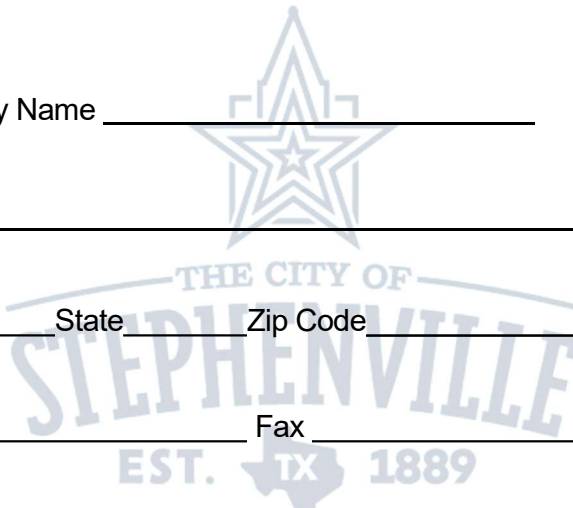 y Name
THE CITY OF
State Zip Code
STEPHENVILLE
Fax
EST. TX 1889